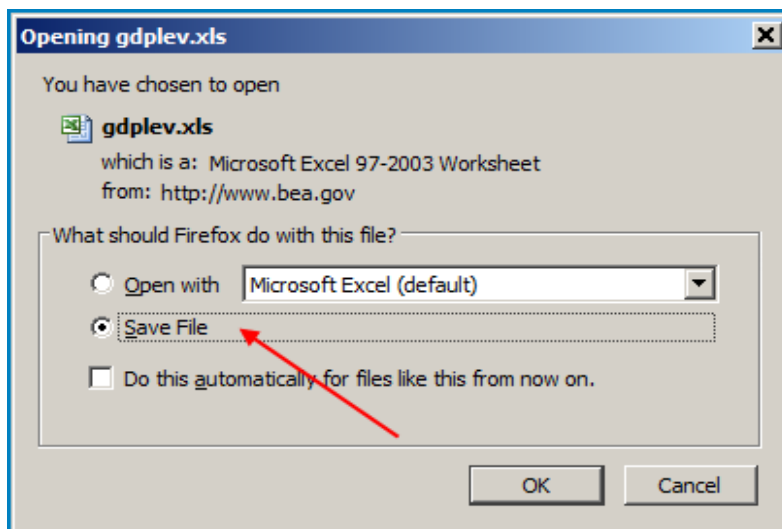 Opening gdplev.xls
You have chosen to open
gdplev.xls
which is a: Microsoft Excel 97-2003 Worksheet
from: http://www.bea.gov
What should Firefox do with this file?
Open with Microsoft Excel (default)
Save File
Do this automatically for files like this from now on.
OK Cancel